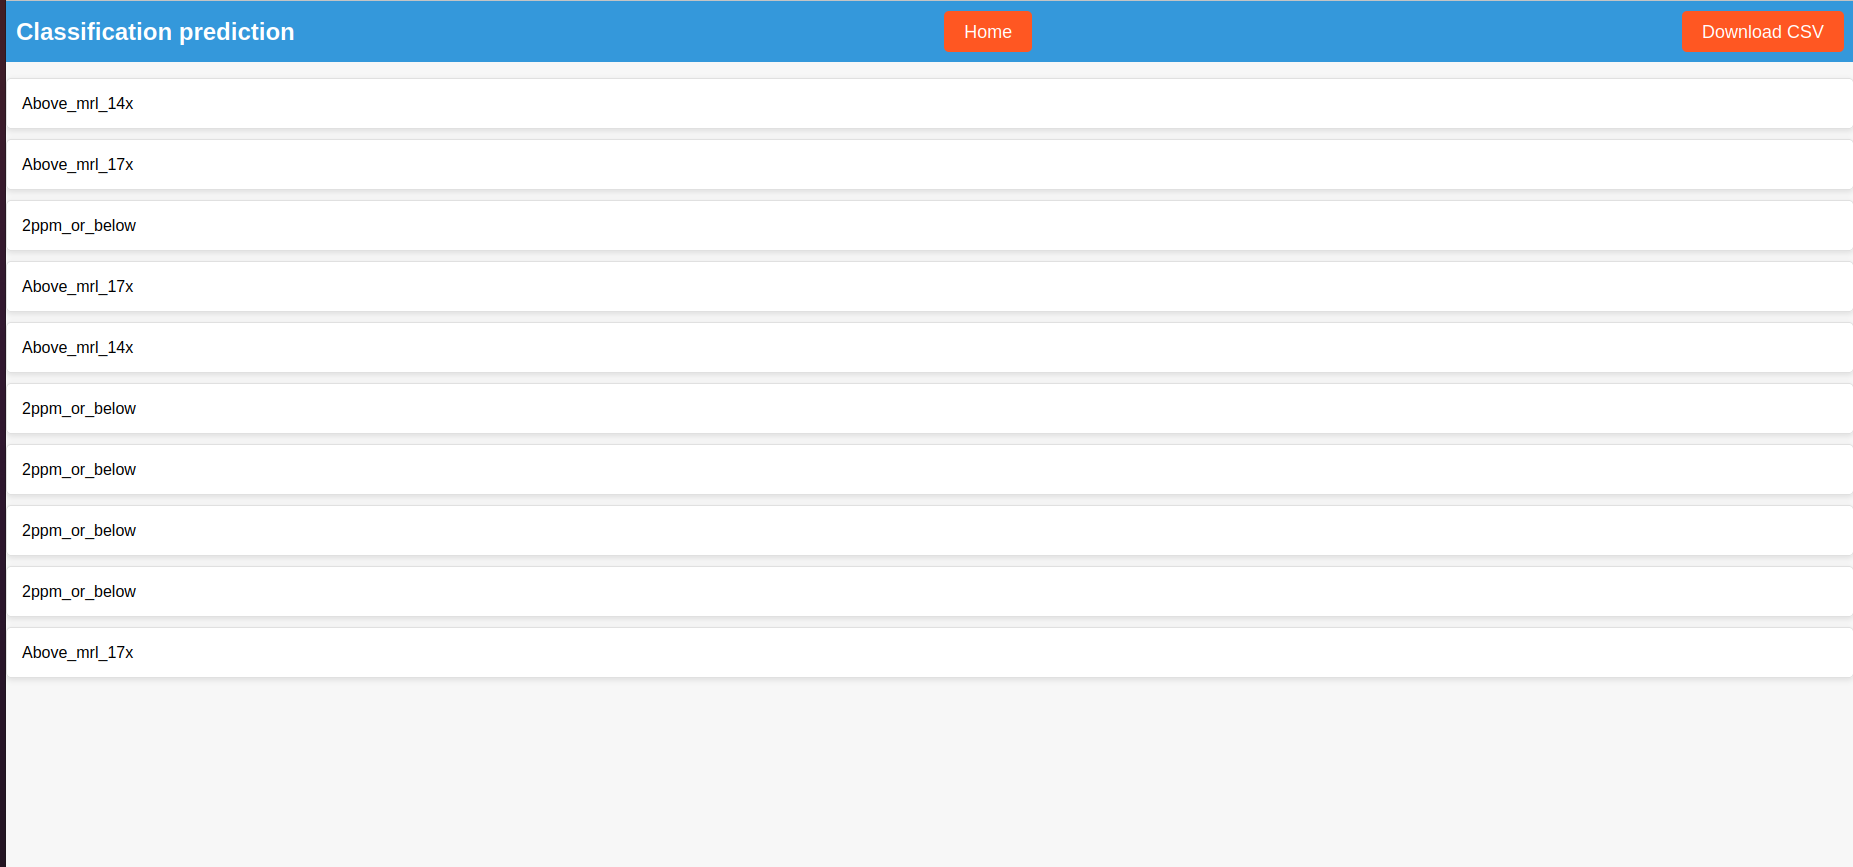 Classification prediction
Home
Download CSV
Above_mrl_14x
Above_mrl_17x
2ppm_or_below
Above_mrl_17x
Above_mrl_14x
2ppm_or_below
2ppm_or_below
2ppm_or_below
2ppm_or_below
Above_mrl_17x